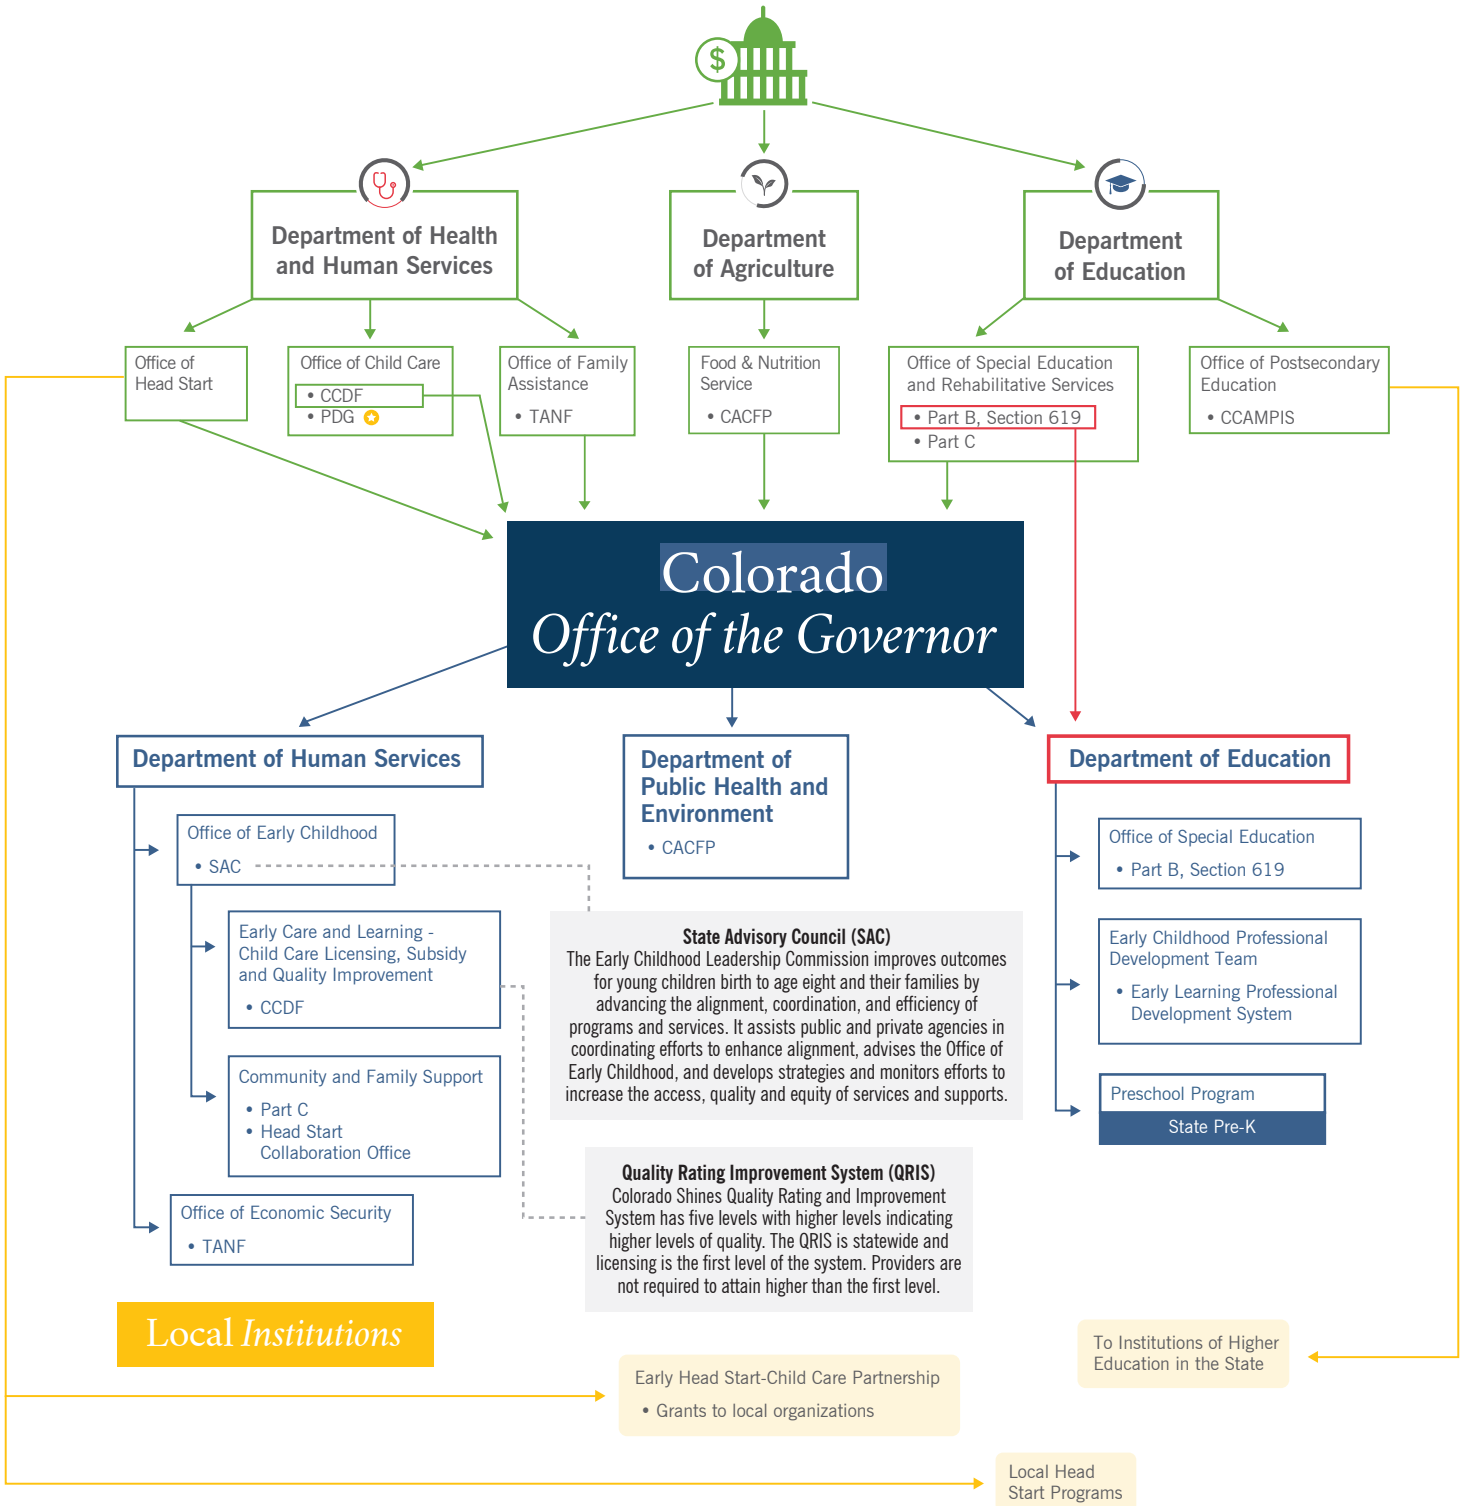 $
Department of Health
and Human Services
Department
of Agriculture
Department
of Education
Office of
Head Start
Office of Child Care
• CCDF
• PDG
Office of Family
Assistance
• TANF
Food & Nutrition
Service
• CACFP
Office of Special Education
and Rehabilitative Services
• Part B, Section 619
• Part C
Office of Postsecondary
Education
• CCAMPIS
Colorado
Office of the Governor
Department of Human Services
Office of Early Childhood
• SAC
Early Care and Learning -
Child Care Licensing, Subsidy
and Quality Improvement
• CCDF
Community and Family Support
• Part C
• Head Start
Collaboration Office
Office of Economic Security
• TANF
Department of
Public Health and
Environment
• CACFP
Department of Education
Office of Special Education
• Part B, Section 619
Early Childhood Professional
Development Team
• Early Learning Professional
Development System
Preschool Program
State Pre-K
State Advisory Council (SAC)
The Early Childhood Leadership Commission improves outcomes
for young children birth to age eight and their families by
advancing the alignment, coordination, and efficiency of
programs and services. It assists public and private agencies in
coordinating efforts to enhance alignment, advises the Office of
Early Childhood, and develops strategies and monitors efforts to
increase the access, quality and equity of services and supports.
Quality Rating Improvement System (QRIS)
Colorado Shines Quality Rating and Improvement
System has five levels with higher levels indicating
higher levels of quality. The QRIS is statewide and
licensing is the first level of the system. Providers are
not required to attain higher than the first level.
Local Institutions
To Institutions of Higher
Education in the State
Early Head Start-Child Care Partnership
• Grants to local organizations
Local Head
Start Programs